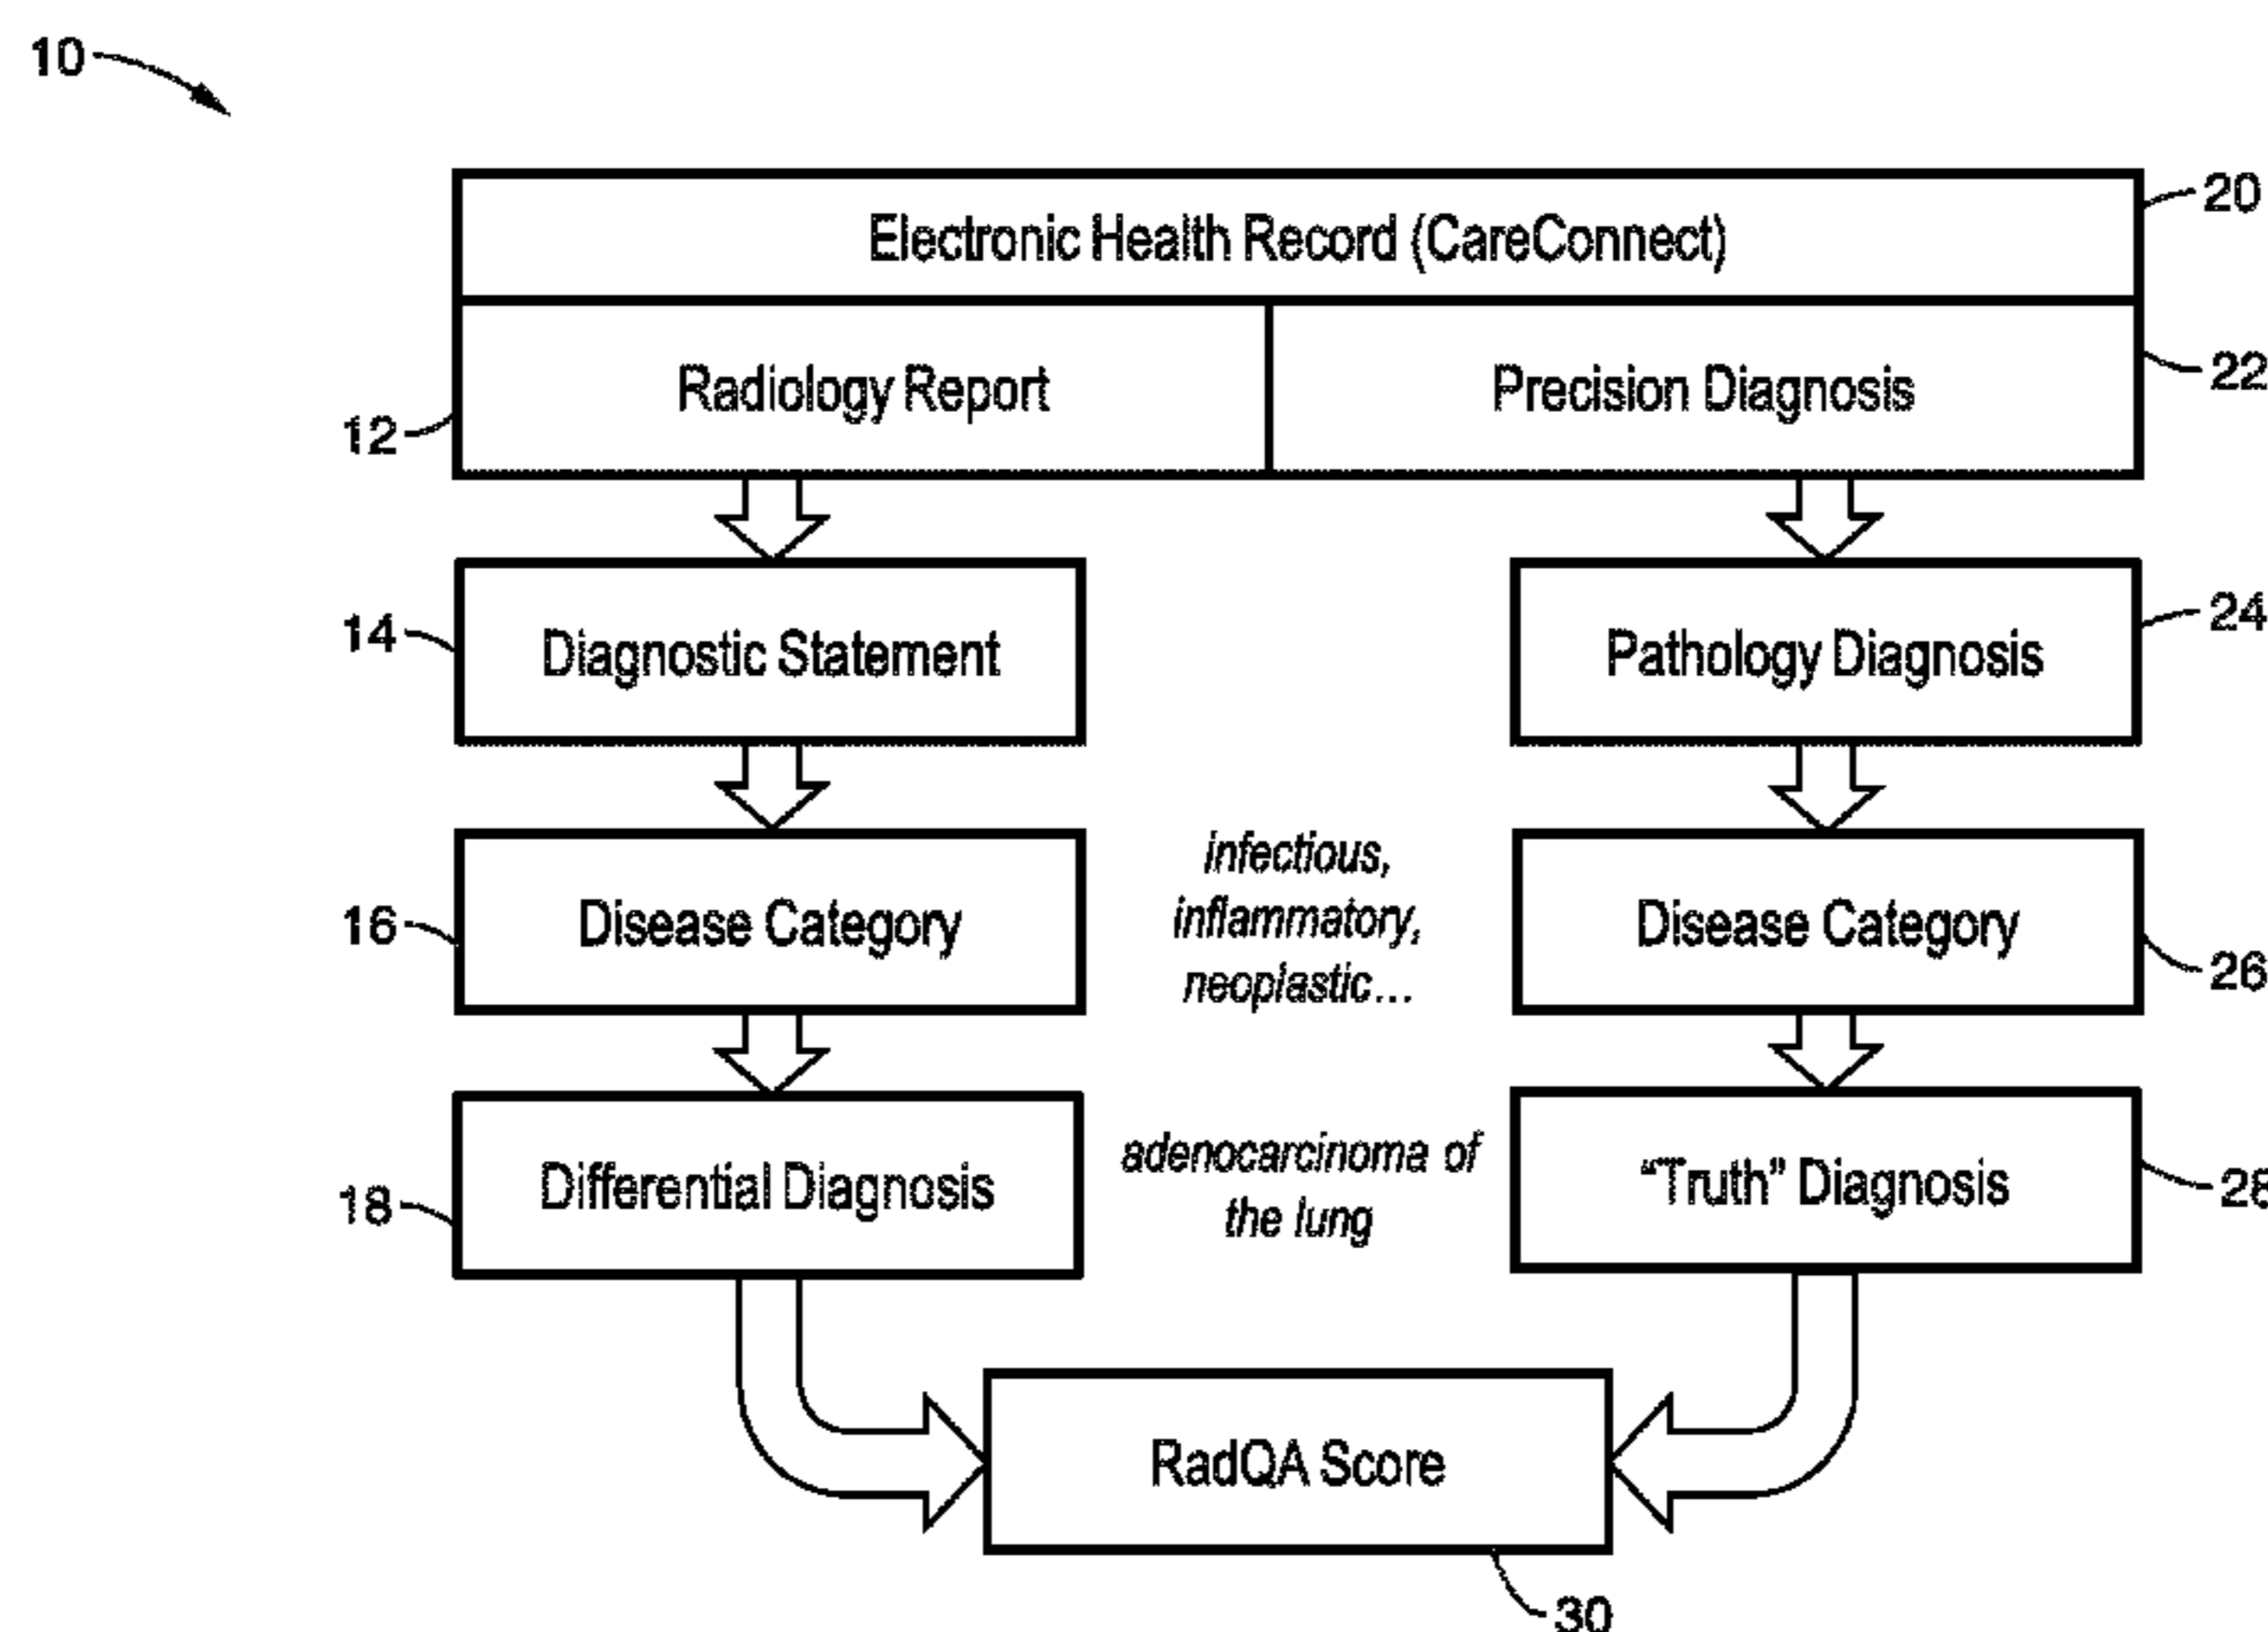 10
Electronic Health Record (CareConnect)
20
Radiology Report
Precision Diagnosis
22
12
14
Diagnostic Statement
Pathology Diagnosis
24
16
Disease Category
infectious,
inflammatory,
neoplastic...
Disease Category
26
18
Differential Diagnosis
adenocarcinoma of
the lung
“Truth” Diagnosis
28
RadQA Score
30